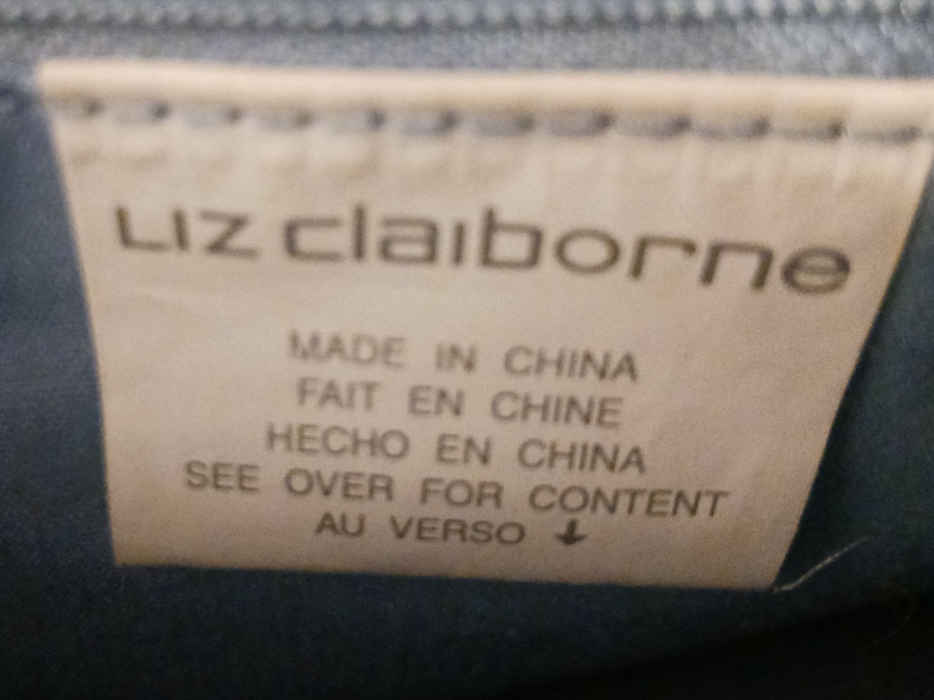 LIZ claiborne
MADE IN CHINA
FAIT EN CHINE
HECHO EN CHINA
SEE OVER FOR CONTENT
AU VERSO ↓